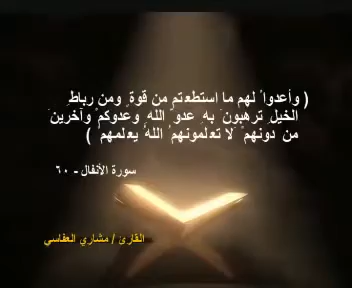 ( وأعدوا ْ لهم ما استطعتم من قوة ٍ ومن رباط ِ
الخيل ِ ترهبون َ به ِ عدو َ الله ِ وعدوكم ْ وآخرين َ
من دونهم ْ لا تعلمونهم ُ الله ُ يعلمهم ْ )
سورة الأنفال - ٦٠
القارئ / مشاري العفاسي